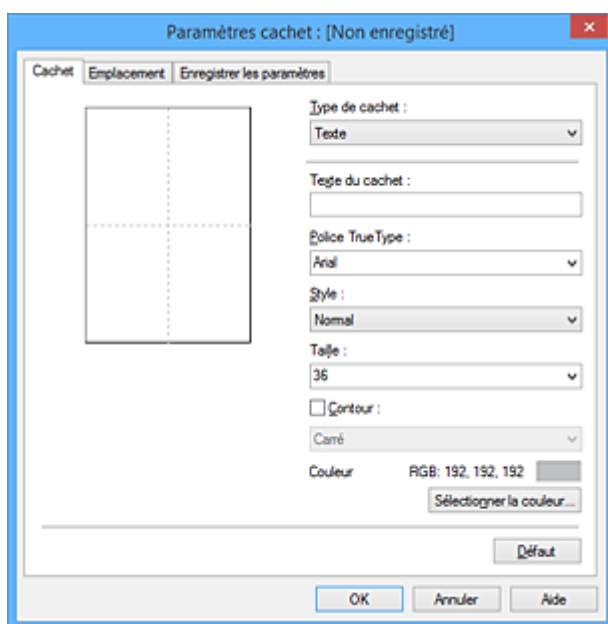 Paramètres cachet : [Non enregistré]
Cachet
Emplacement
Enregistrer les paramètres
Type de cachet :
Texte
Texte du cachet :
Police TrueType :
Arial
Style :
Normal
Taille :
36
Contour :
Carré
Couleur RGB: 192, 192, 192
Sélectionner la couleur...
Défaut
OK
Annuler
Aide